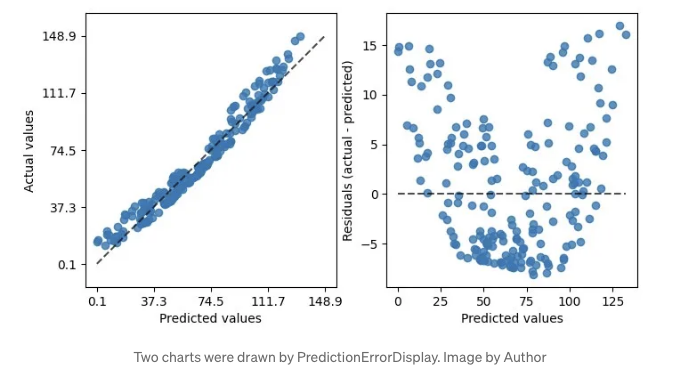 148.9
111.7
74.5
37.3
0.1
Actual values
0.1 37.3 74.5 111.7 148.9
Predicted values
15
10
5
0
−5
Residuals (actual - predicted)
0 25 50 75 100 125
Predicted values
Two charts were drawn by PredictionErrorDisplay. Image by Author